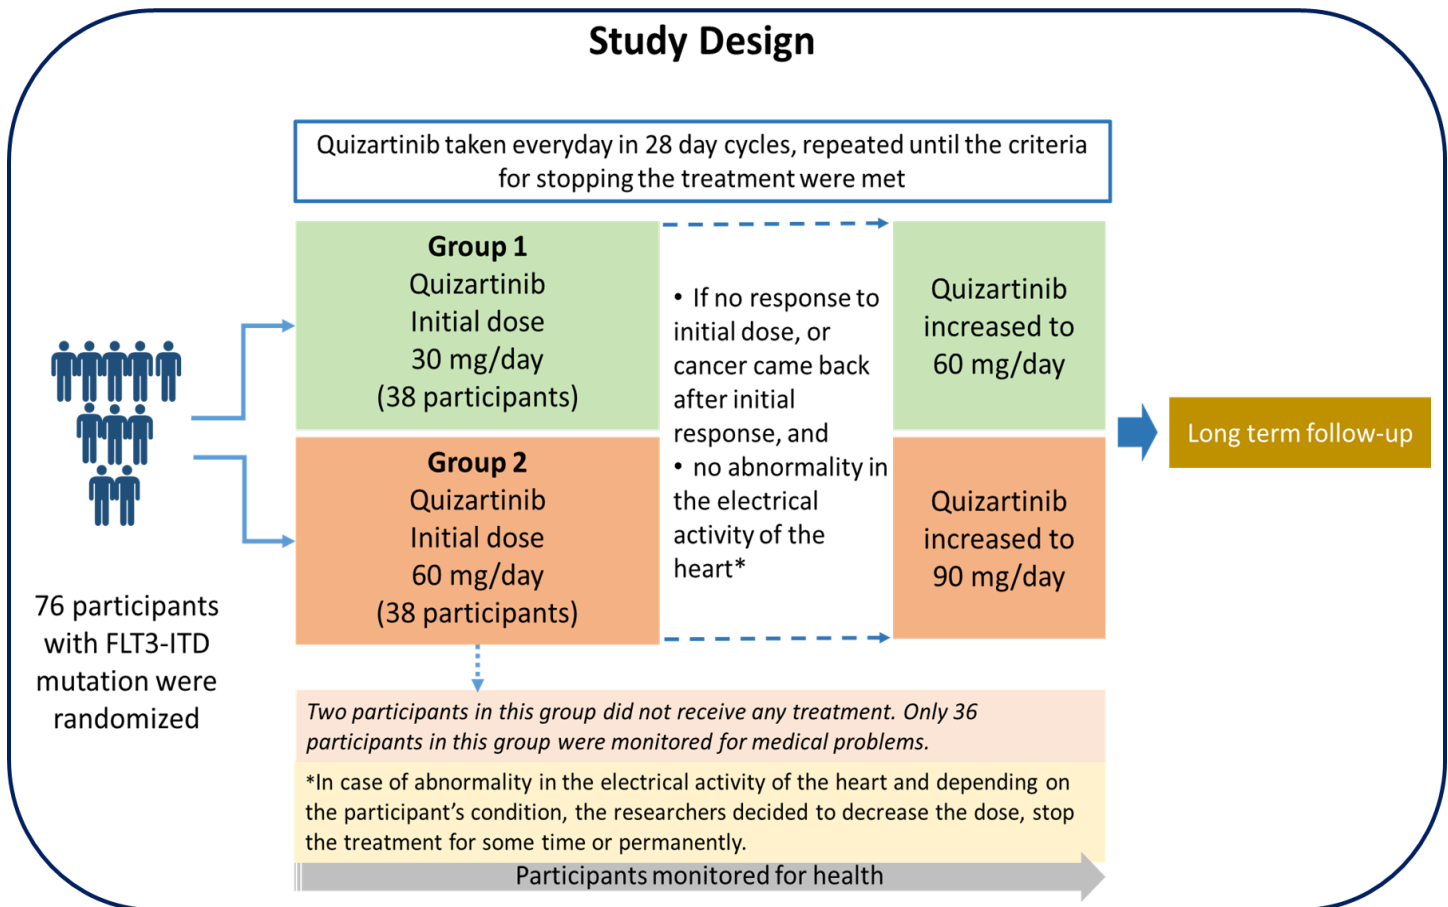 Study Design
Quizartinib taken everyday in 28 day cycles, repeated until the criteria
for stopping the treatment were met
76 participants
with FLT3-ITD
mutation were
randomized
Group 1
Quizartinib
Initial dose
30 mg/day
(38 participants)
Group 2
Quizartinib
Initial dose
60 mg/day
(38 participants)
• If no response to
initial dose, or
cancer came back
after initial
response, and
• no abnormality in
the electrical
activity of the
heart*
Quizartinib
increased to
60 mg/day
Quizartinib
increased to
90 mg/day
Long term follow-up
Two participants in this group did not receive any treatment. Only 36
participants in this group were monitored for medical problems.
*In case of abnormality in the electrical activity of the heart and depending on
the participant’s condition, the researchers decided to decrease the dose, stop
the treatment for some time or permanently.
Participants monitored for health